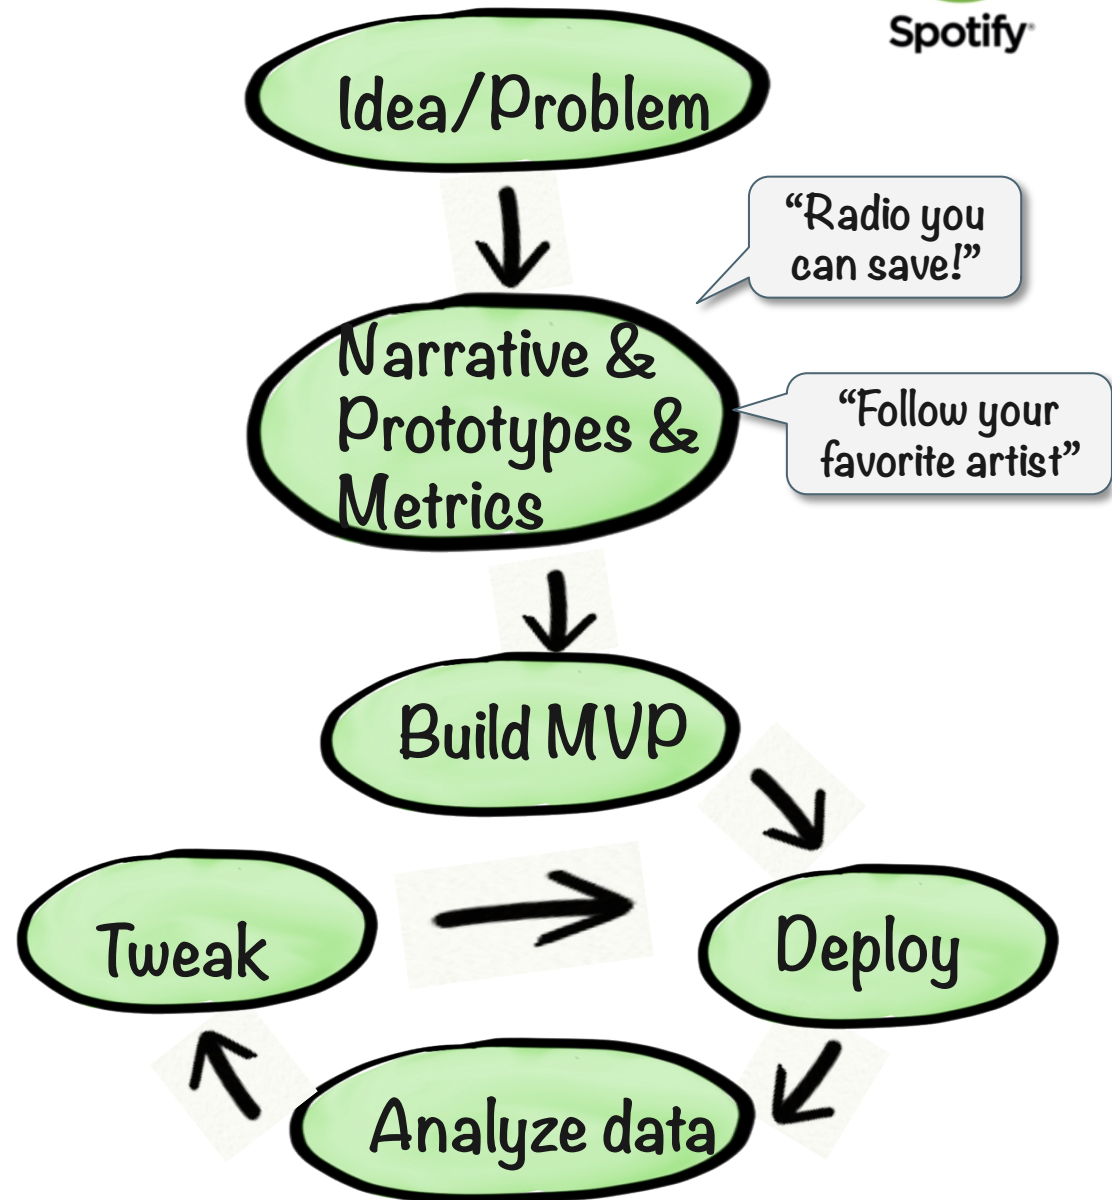 Spotify
Idea/Problem
“Radio you
can save!”
Narrative &
Prototypes &
Metrics
“Follow your
favorite artist”
Build MVP
Tweak
Deploy
Analyze data